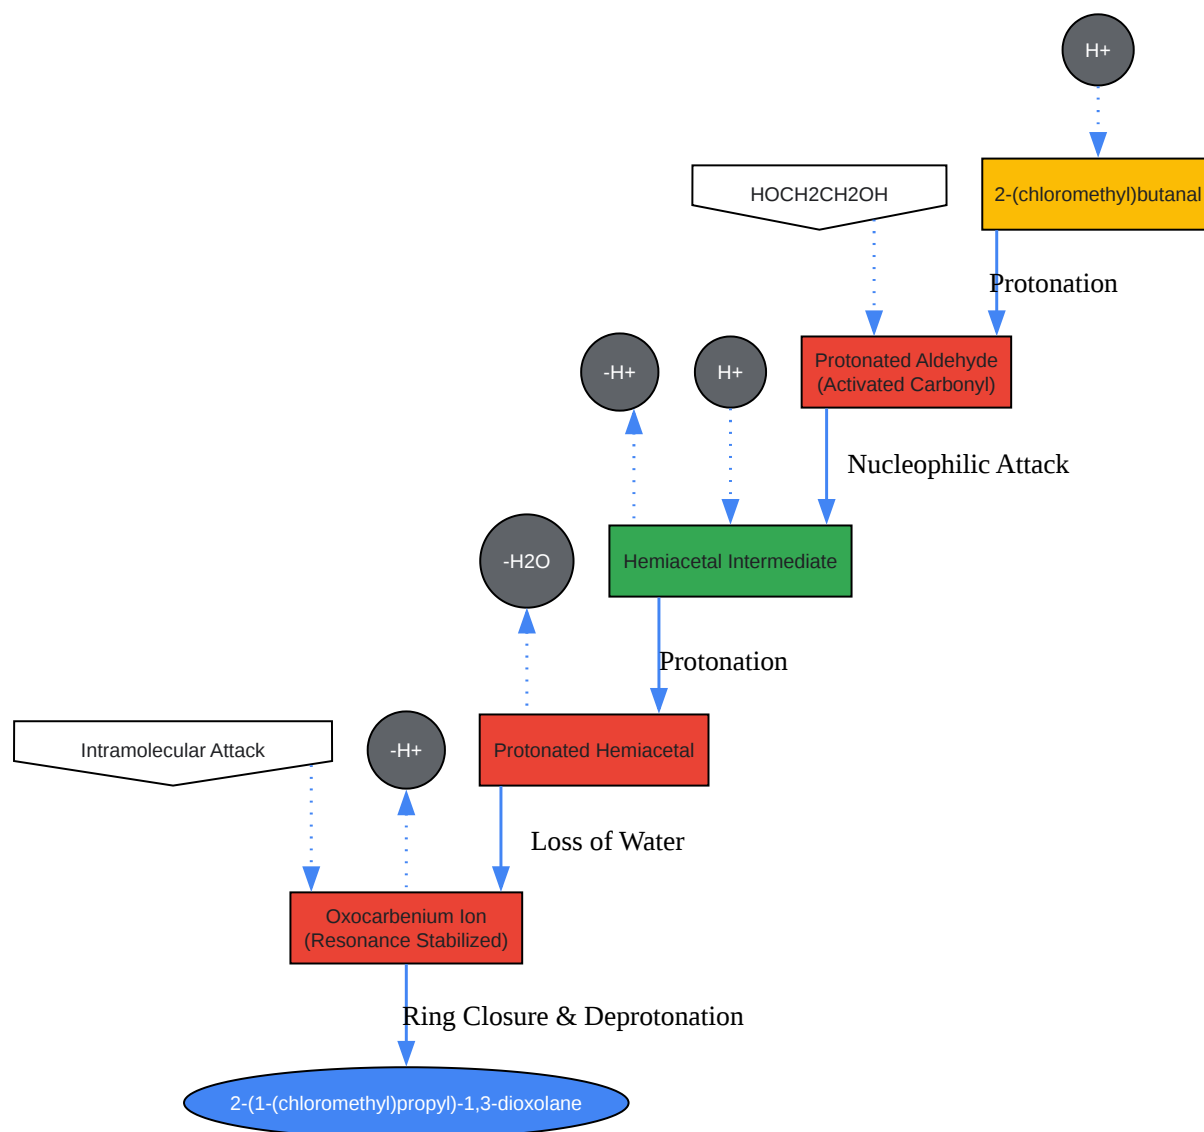 H+
HOCH2CH2OH
2-(chloromethyl)butanal
Protonation
-H+
H+
Protonated Aldehyde
(Activated Carbonyl)
Nucleophilic Attack
-H2O
Hemiacetal Intermediate
Protonation
Intramolecular Attack
-H+
Protonated Hemiacetal
Loss of Water
Oxocarbenium Ion
(Resonance Stabilized)
Ring Closure & Deprotonation
2-(1-(chloromethyl)propyl)-1,3-dioxolane